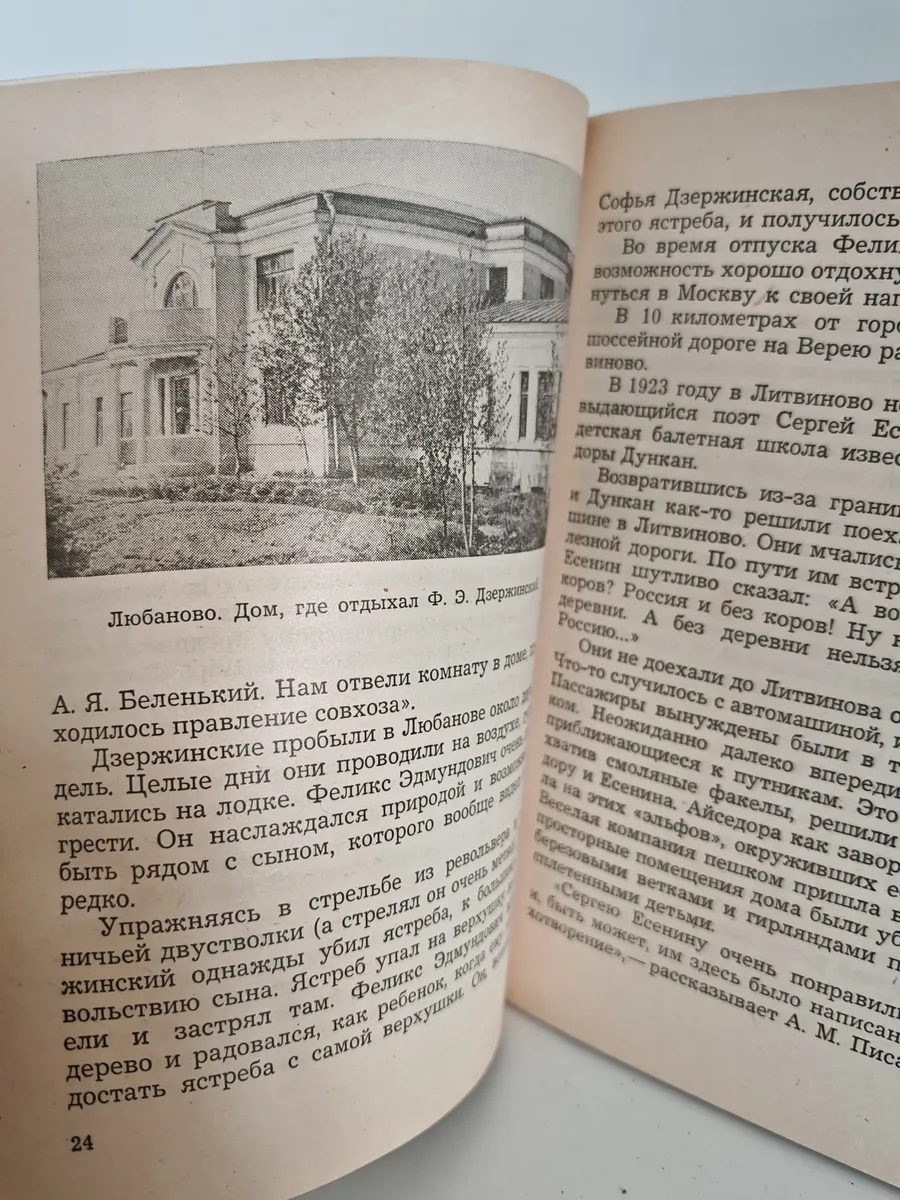 Любаново. Дом, где отдыхал Ф. Э. Дзержинский
А. Я. Беленький. Нам отвели комнату в доме,
ходилось правление совхоза».
Дзержинские пробыли в Любанове около
дель. Целые дни они проводили на воздухе,
катались на лодке. Феликс Эдмундович очень
грести. Он наслаждался природой и
быть рядом с сыном, которого вообще видел
редко.
Упражняясь в стрельбе из револьвера
ничьей двустволки (а стрелял он очень
жинский однажды убил ястреба, к
вольствию сына. Ястреб упал на верхушку
ели и застрял там. Феликс Эдмундович
дерево и радовался, как ребенок, когда
достать ястреба с самой верхушки. Он,
24
Софья Дзержинская, собств
этого ястреба, и получилось
Во время отпуска Фели
возможность хорошо отдохну
нуться в Москву к своей
В 10 километрах от гор
шоссейной дороге на Верею ра
виново.
В 1923 году в Литвиново
выдающийся поэт Сергей Ес
детская балетная школа извес
доры Дункан.
Возвратившись из-за грани
и Дункан как-то решили поех
шине в Литвиново. Они мчались
лезной дороги. По пути им встр
Есенин шутливо сказал: «А во
коров? Россия и без коров! Ну
деревни. А без деревни нельзя
Россию...»
Они не доехали до Литвинова
Что-то случилось с автомашиной,
Пассажиры вынуждены были в т
ком. Неожиданно далеко впереди
приближающиеся к путникам. Это
хватив смоляные факелы, решили
дору и Есенина. Айседора как завор
ла на этих «эльфов», окруживших е
Веселая компания пешком пришла в
просторные помещения дома были уб
березовыми ветками и гирляндами
сплетенными детьми.
«Сергею Есенину очень понравил
и, быть может, им здесь было написан
хотворение»,— рассказывает А. М. Писа